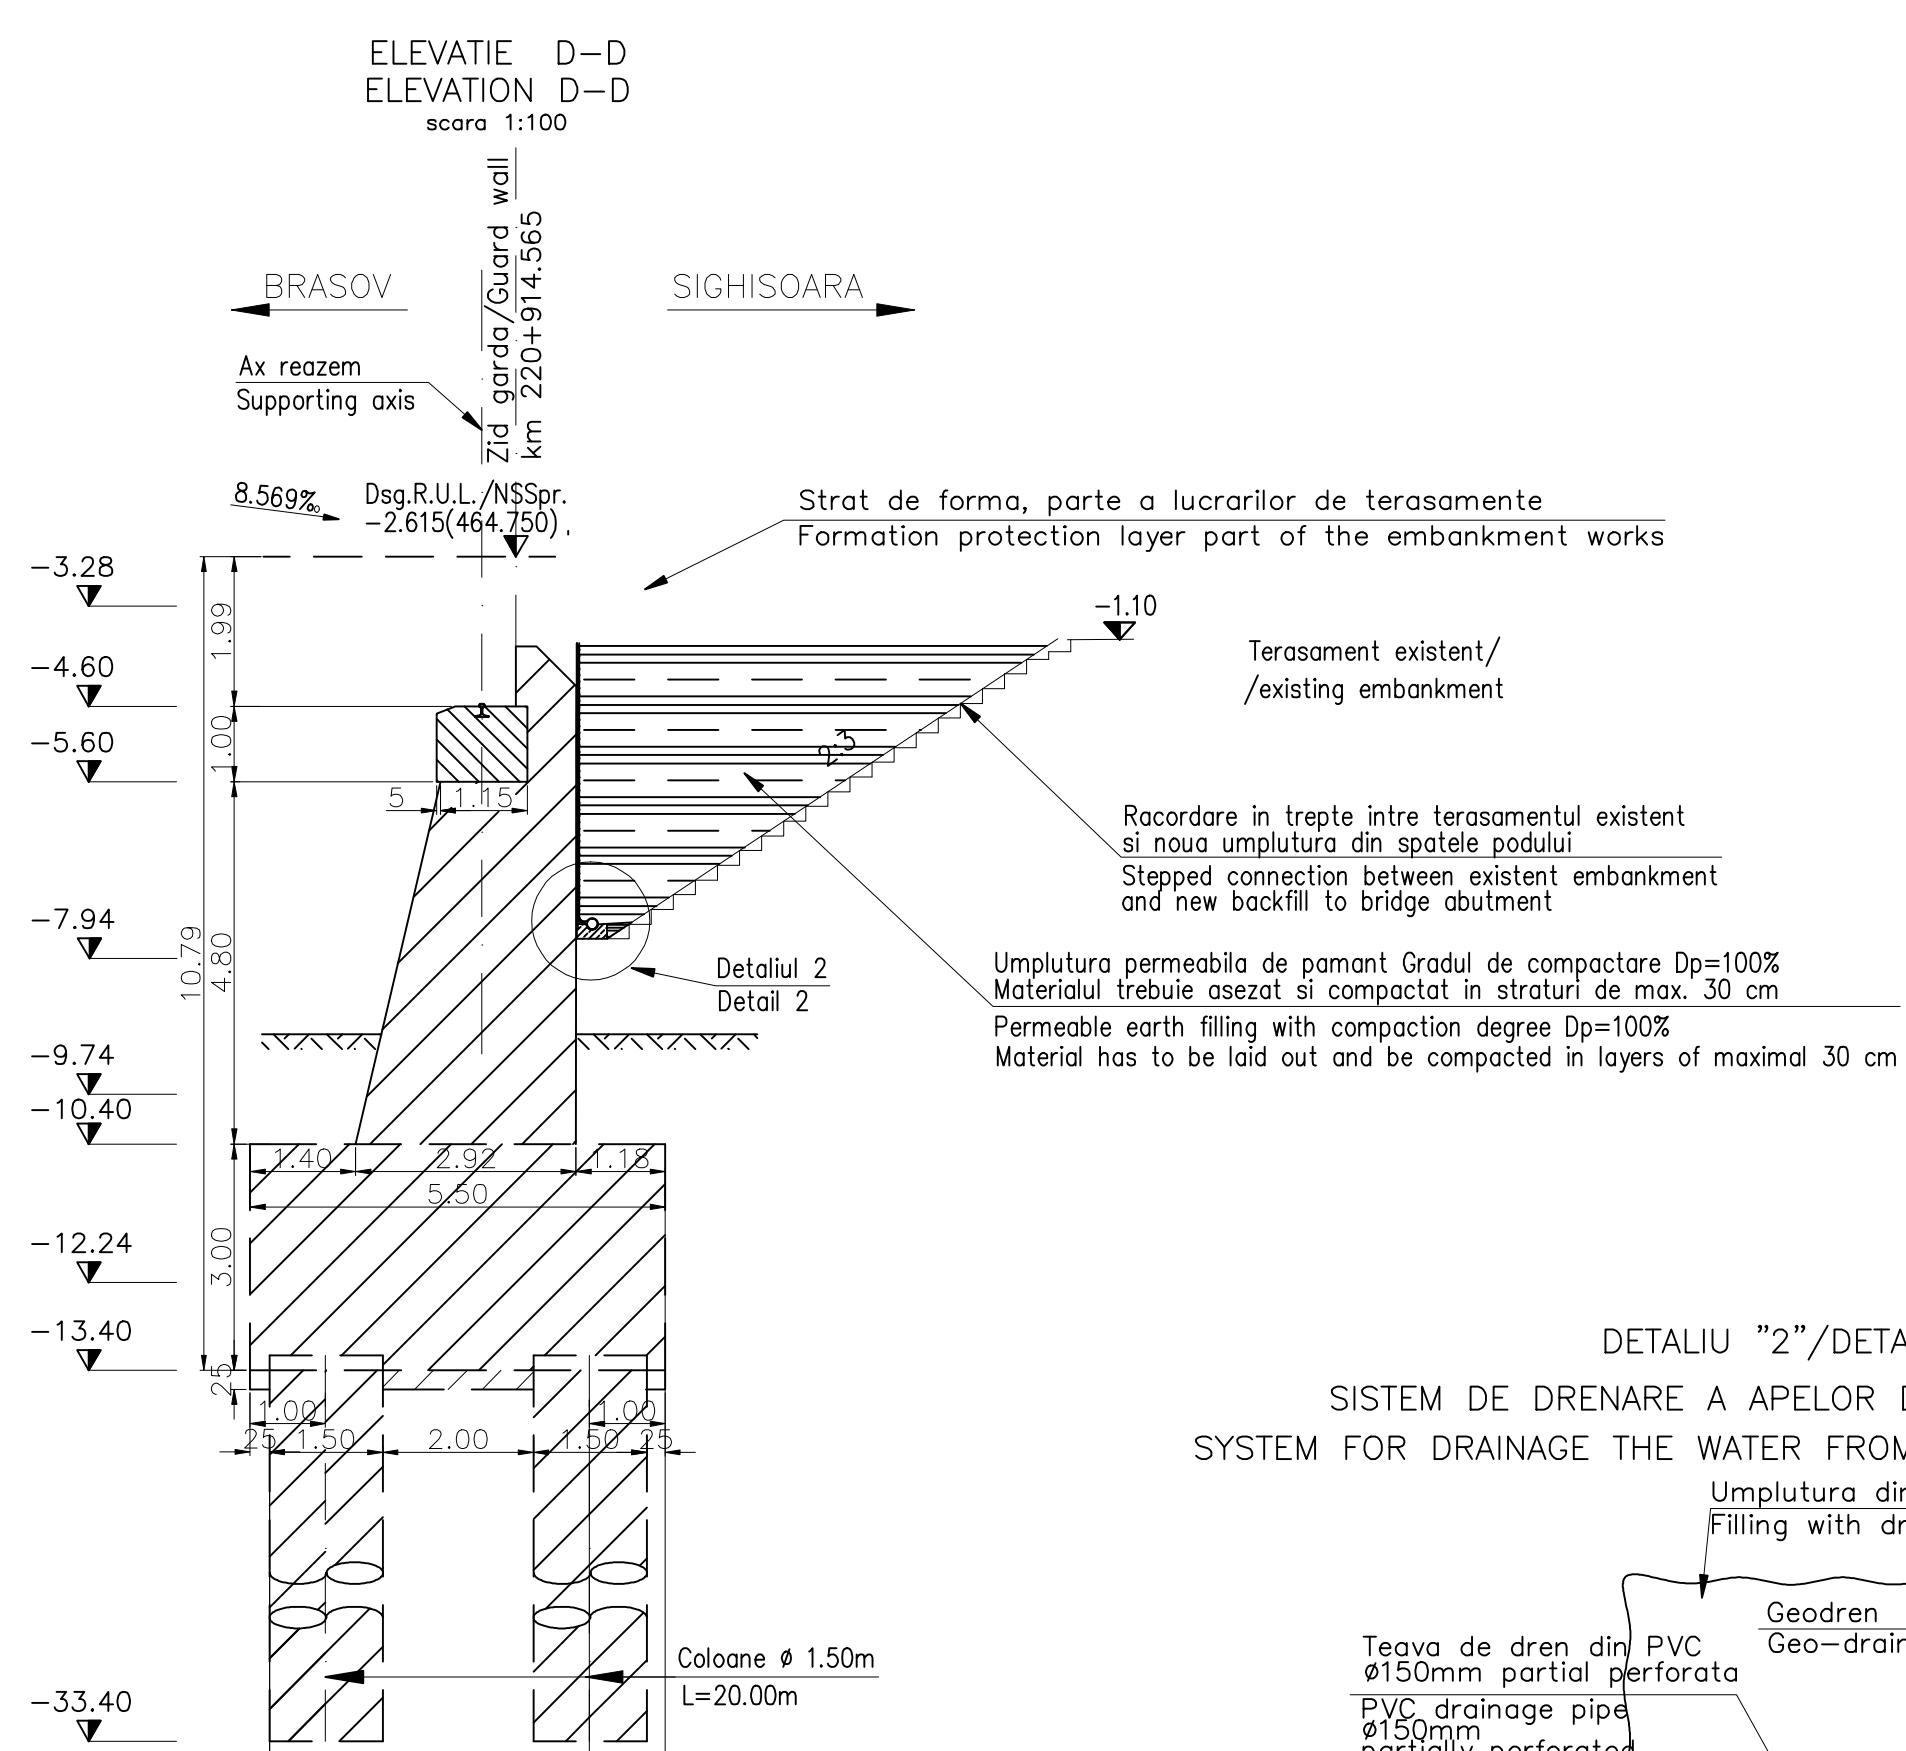 ELEVATIE D-D
ELEVATION D-D
scara 1:100
Zid garda/Guard wall
km 220+914.565
BRASOV
SIGHISOARA
Ax reazem
Supporting axis
8.569‰
Dsg.R.U.L./N$Spr.
-2.615(464.750)
Strat de forma, parte a lucrarilor de terasamente
Formation protection layer part of the embankment works
-3.28
-4.60
-5.60
-7.94
-9.74
-10.40
-12.24
-13.40
-33.40
10.79
1.99
1.00
4.80
3.00
25
5
1.15
-1.10
Terasament existent/
/existing embankment
2:3
Racordare in trepte intre terasamentul existent
si noua umplutura din spatele podului
Stepped connection between existent embankment
and new backfill to bridge abutment
Detaliul 2
Detail 2
Umplutura permeabila de pamant Gradul de compactare Dp=100%
Materialul trebuie asezat si compactat in straturi de max. 30 cm
Permeable earth filling with compaction degree Dp=100%
Material has to be laid out and be compacted in layers of maximal 30 cm
1.40
2.92
1.18
5.50
1.00
1.00
25
1.50
2.00
1.50
25
Coloane ø 1.50m
L=20.00m
DETALIU "2"/DETA
SISTEM DE DRENARE A APELOR D
SYSTEM FOR DRAINAGE THE WATER FROM
Umplutura din
Filling with dr
Geodren
Geo-drain
Teava de dren din PVC
ø150mm partial perforata
PVC drainage pipe
ø150mm
partially perforated